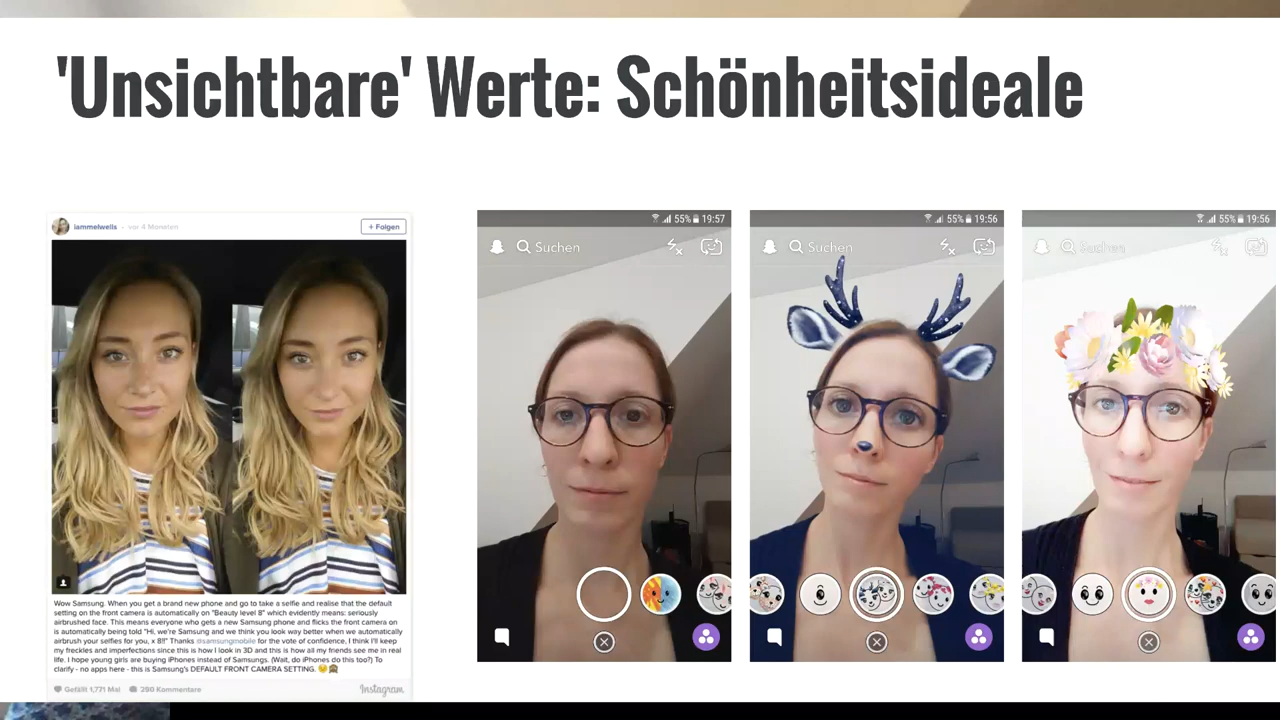 'Unsichtbare' Werte: Schönheitsideale
iammelwells - vor 4 Monaten
+ Folgen
Wow Samsung. When you get a brand new phone and go to take a selfie and realise that the default
setting on the front camera is automatically on "Beauty level 8" which evidently means: seriously
airbrushed face. This means everyone who gets a new Samsung phone and flicks the front camera on
is automatically being told "Hi, we're Samsung and we think you look way better when we automatically
airbrush your selfies for you, x 8!!" Thanks @samsungmobile for the vote of confidence, I think I'll keep
my freckles and imperfections since this is how I look in 3D and this is how all my friends see me in real
life. I hope young girls are buying iPhones instead of Samsungs. (Wait, do iPhones do this too?) To
clarify - no apps here - this is Samsung's DEFAULT FRONT CAMERA SETTING. 😏🙈
Gefällt 1,771 Mal 280 Kommentare
Instagram
55% 19:57
Suchen
55% 19:56
Suchen
55% 19:56
Suchen